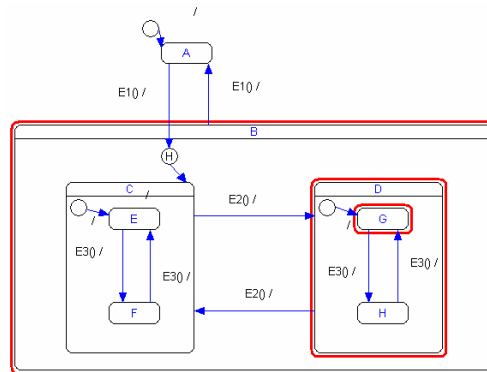 /
A
E1() /
E1() /
B
H
C
/
D
E
/
E2() /
G
/
E3() /
E3() /
E3() /
E3() /
E2() /
F
H